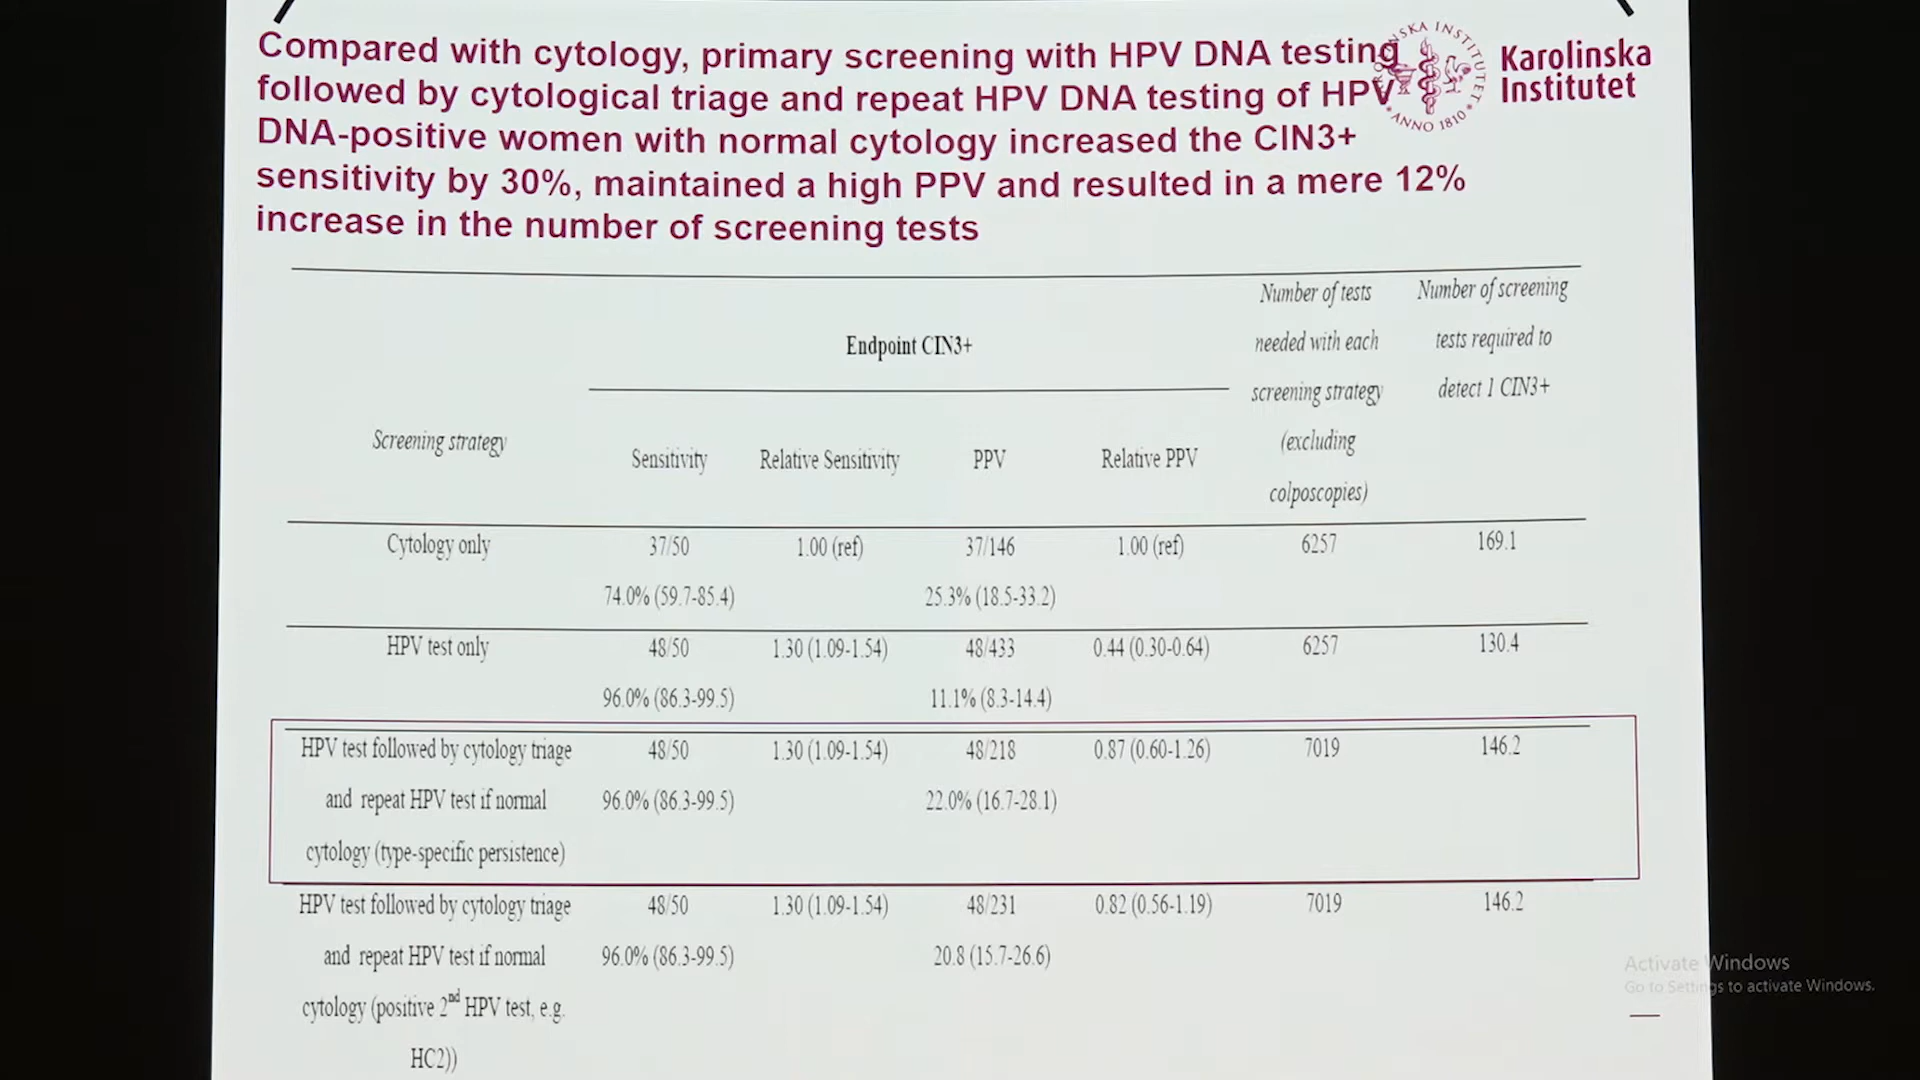 Compared with cytology, primary screening with HPV DNA testing
followed by cytological triage and repeat HPV DNA testing of HPV
DNA-positive women with normal cytology increased the CIN3+
sensitivity by 30%, maintained a high PPV and resulted in a mere 12%
increase in the number of screening tests
SKA INSTITUTET
ANNO 1810
Karolinska
Institutet
Number of tests
needed with each
screening strategy
(excluding
colposcopies)
Number of screening
tests required to
detect 1 CIN3+
Endpoint CIN3+
Screening strategy
Sensitivity Relative Sensitivity PPV Relative PPV
Cytology only 37/50 1.00 (ref) 37/146 1.00 (ref) 6257 169.1
74.0% (59.7-85.4) 25.3% (18.5-33.2)
HPV test only 48/50 1.30 (1.09-1.54) 48/433 0.44 (0.30-0.64) 6257 130.4
96.0% (86.3-99.5) 11.1% (8.3-14.4)
HPV test followed by cytology triage 48/50 1.30 (1.09-1.54) 48/218 0.87 (0.60-1.26) 7019 146.2
and repeat HPV test if normal 96.0% (86.3-99.5) 22.0% (16.7-28.1)
cytology (type-specific persistence)
HPV test followed by cytology triage 48/50 1.30 (1.09-1.54) 48/231 0.82 (0.56-1.19) 7019 146.2
and repeat HPV test if normal 96.0% (86.3-99.5) 20.8 (15.7-26.6)
cytology (positive 2nd HPV test, e.g.
HC2))
Activate Windows
Go to Settings to activate Windows.